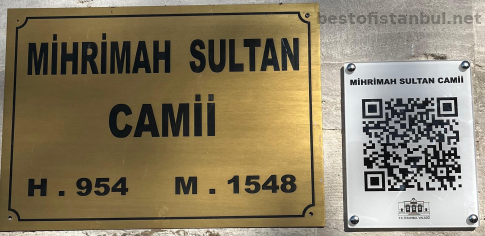 bestofistanbul.net
MİHRİMAH SULTAN
CAMİİ
H . 954 M . 1548
MİHRİMAH SULTAN CAMİİ